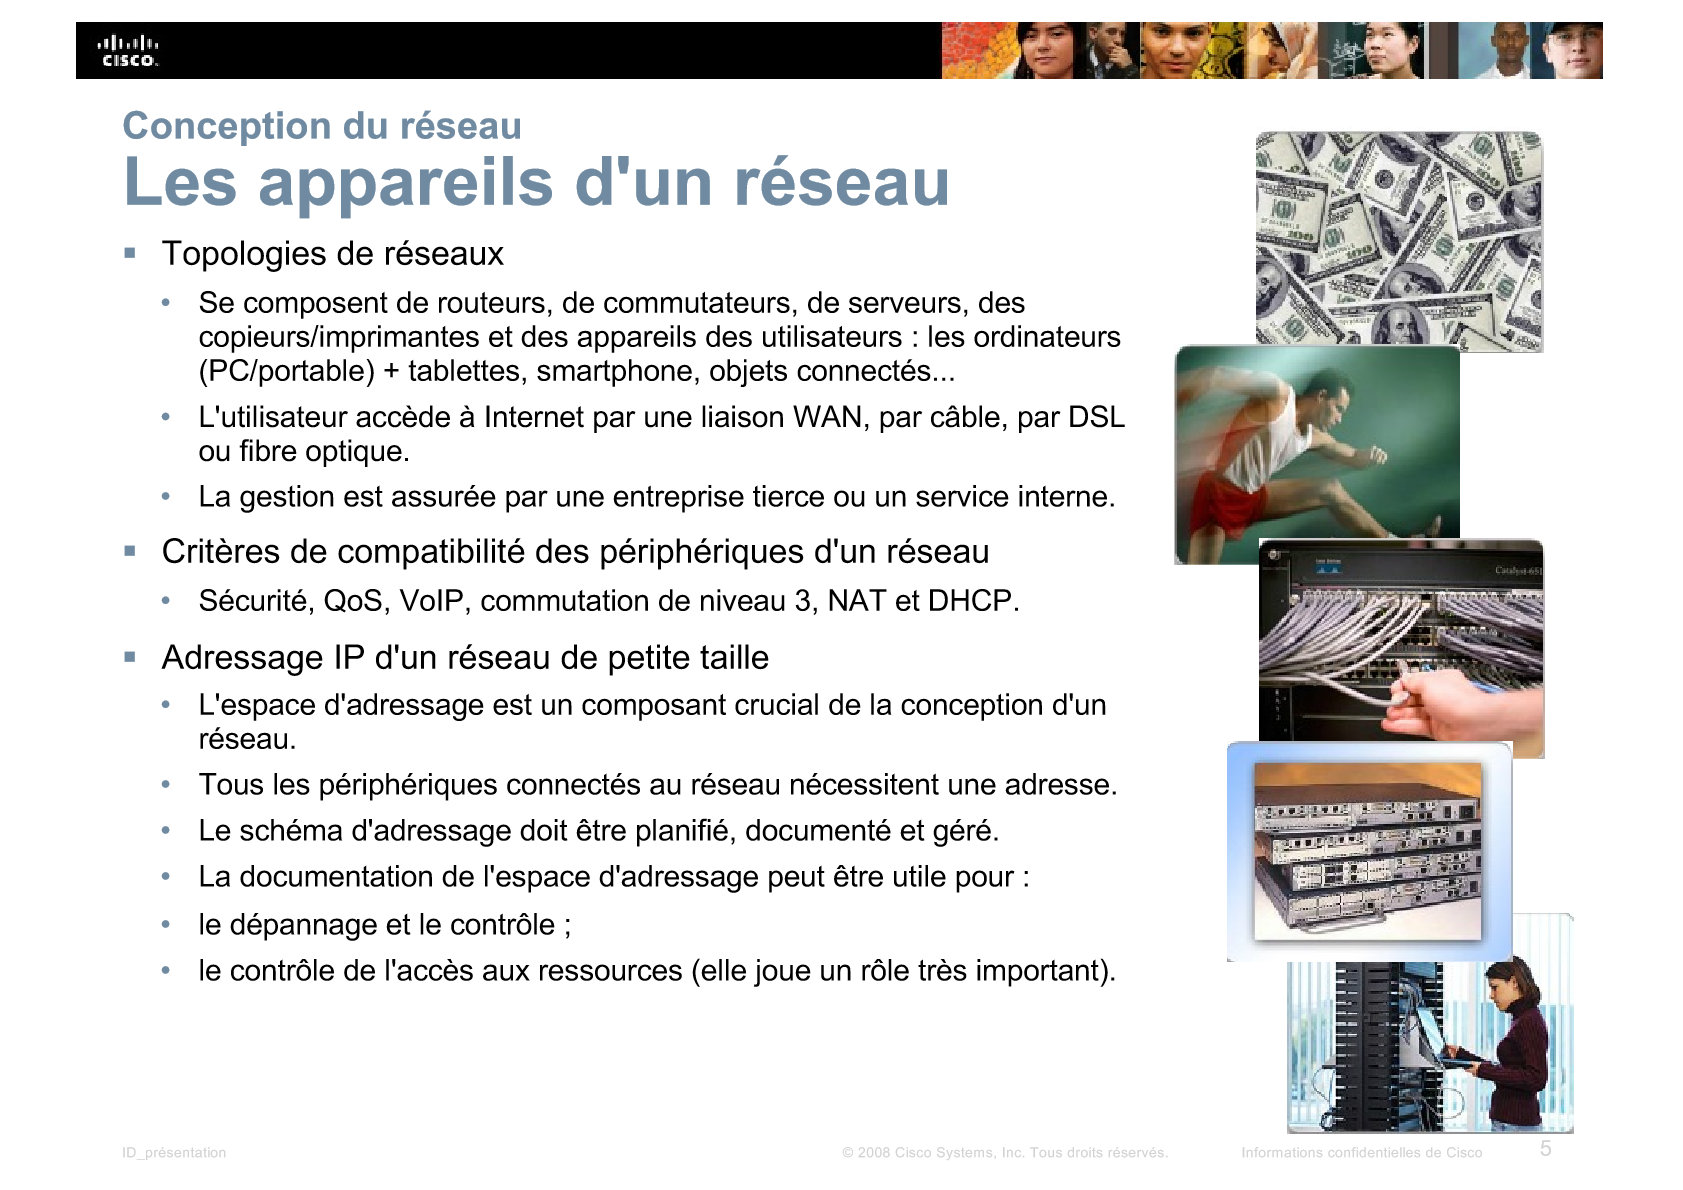 CISCO
Conception du réseau
Les appareils d'un réseau
▪ Topologies de réseaux
• Se composent de routeurs, de commutateurs, de serveurs, des
copieurs/imprimantes et des appareils des utilisateurs : les ordinateurs
(PC/portable) + tablettes, smartphone, objets connectés...
• L'utilisateur accède à Internet par une liaison WAN, par câble, par DSL
ou fibre optique.
• La gestion est assurée par une entreprise tierce ou un service interne.
▪ Critères de compatibilité des périphériques d'un réseau
• Sécurité, QoS, VoIP, commutation de niveau 3, NAT et DHCP.
▪ Adressage IP d'un réseau de petite taille
• L'espace d'adressage est un composant crucial de la conception d'un
réseau.
• Tous les périphériques connectés au réseau nécessitent une adresse.
• Le schéma d'adressage doit être planifié, documenté et géré.
• La documentation de l'espace d'adressage peut être utile pour :
• le dépannage et le contrôle ;
• le contrôle de l'accès aux ressources (elle joue un rôle très important).
100
Catalyst 651
ID_présentation
© 2008 Cisco Systems, Inc. Tous droits réservés.
Informations confidentielles de Cisco
5